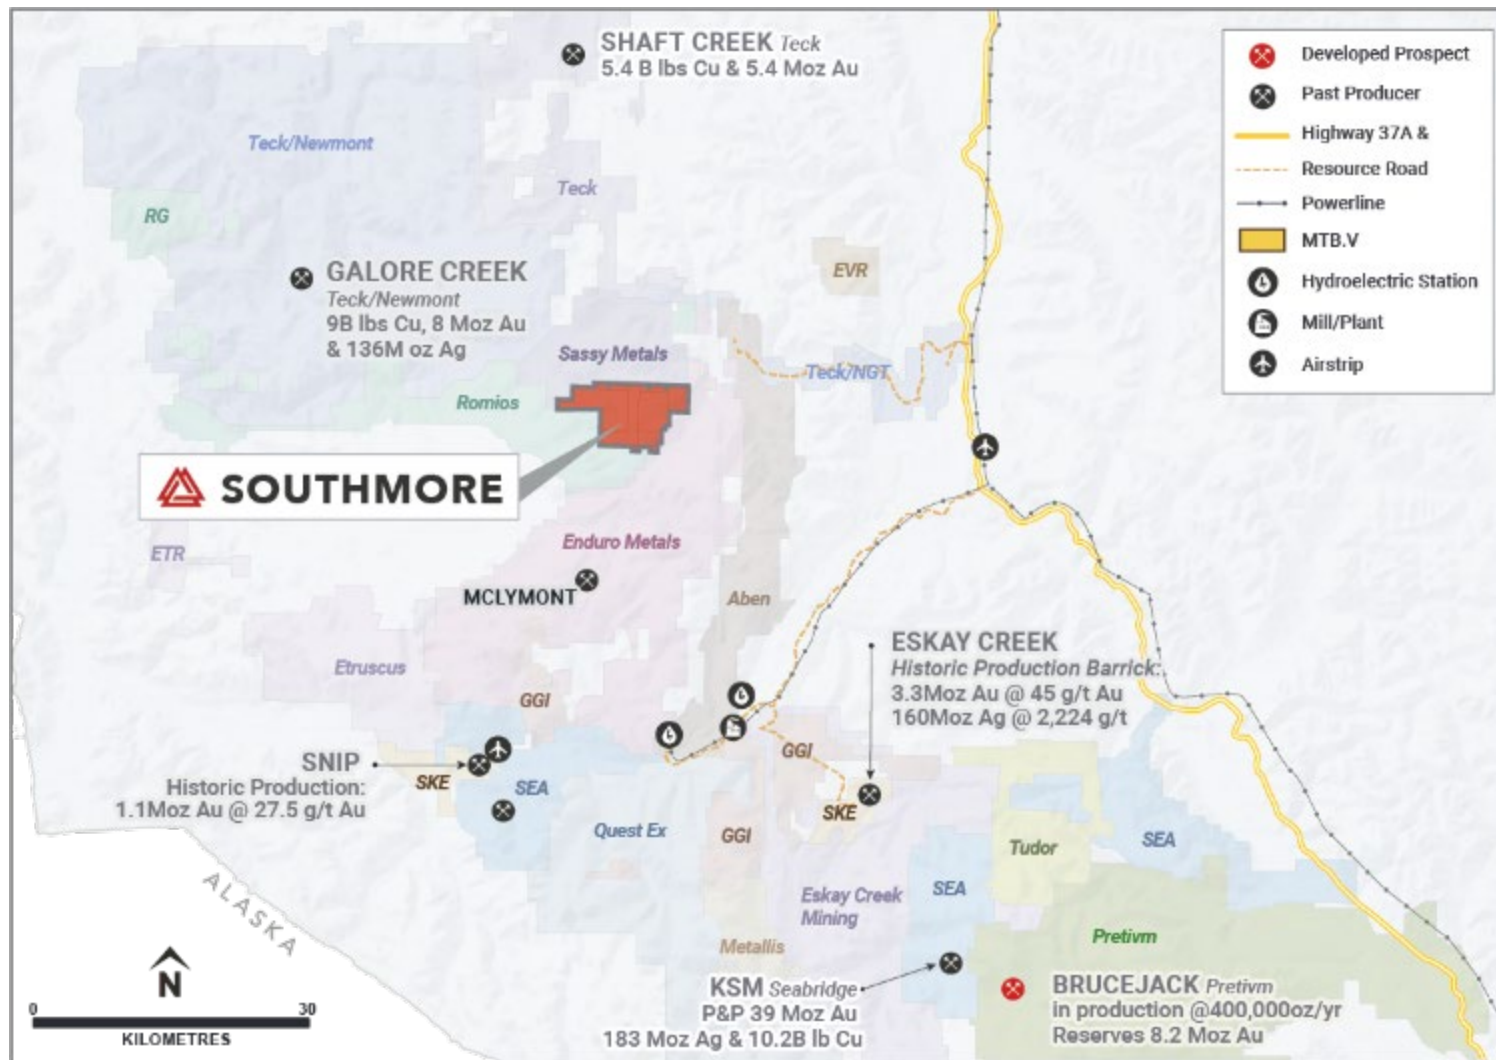 SHAFT CREEK Teck
5.4 B lbs Cu & 5.4 Moz Au
Developed Prospect
Past Producer
Highway 37A &
Resource Road
Powerline
MTB.V
Hydroelectric Station
Mill/Plant
Airstrip
Teck/Newmont
Teck
RG
EVR
GALORE CREEK
Teck/Newmont
9B lbs Cu, 8 Moz Au
& 136M oz Ag
Sassy Metals
Teck/NGT
Romios
SOUTHMORE
ETR
Enduro Metals
MCLYMONT
Aben
Etruscus
ESKAY CREEK
Historic Production Barrick:
3.3Moz Au @ 45 g/t Au
160Moz Ag @ 2,224 g/t
GGI
GGI
SNIP
Historic Production:
1.1Moz Au @ 27.5 g/t Au
SKE
SEA
SKE
Quest Ex
GGI
Tudor
SEA
Eskay Creek
Mining
SEA
ALASKA
Metallis
Pretivm
N
KSM Seabridge
P&P 39 Moz Au
183 Moz Ag & 10.2B lb Cu
BRUCEJACK Pretivm
in production @400,000oz/yr
Reserves 8.2 Moz Au
0 30
KILOMETRES